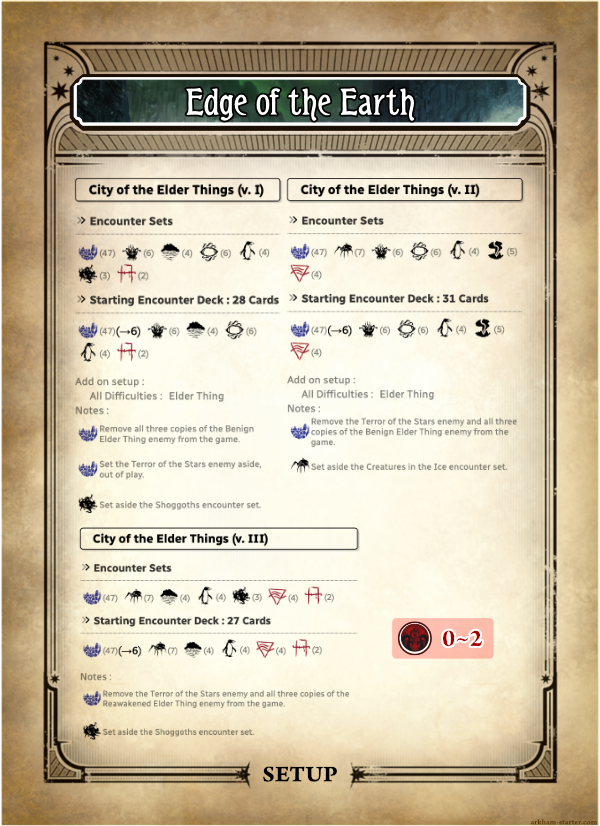 Edge of the Earth
City of the Elder Things (v. I)
» Encounter Sets
(47) (6) (4) (6) (4)
(3) (2)
» Starting Encounter Deck : 28 Cards
(47)(→6) (6) (4) (6)
(4) (2)
Add on setup :
All Difficulties : Elder Thing
Notes :
Remove all three copies of the Benign
Elder Thing enemy from the game.
Set the Terror of the Stars enemy aside,
out of play.
Set aside the Shoggoths encounter set.
City of the Elder Things (v. II)
» Encounter Sets
(47) (7) (6) (6) (4) (5)
(4)
» Starting Encounter Deck : 31 Cards
(47)(→6) (6) (6) (4) (5)
(4)
Add on setup :
All Difficulties : Elder Thing
Notes :
Remove the Terror of the Stars enemy and all three
copies of the Benign Elder Thing enemy from the
game.
Set aside the Creatures in the Ice encounter set.
City of the Elder Things (v. III)
» Encounter Sets
(47) (7) (4) (4) (3) (4) (2)
» Starting Encounter Deck : 27 Cards
(47)(→6) (7) (4) (4) (4) (2)
Notes :
Remove the Terror of the Stars enemy and all three copies of the
Reawakened Elder Thing enemy from the game.
Set aside the Shoggoths encounter set.
0~2
SETUP
arkham-starter.com